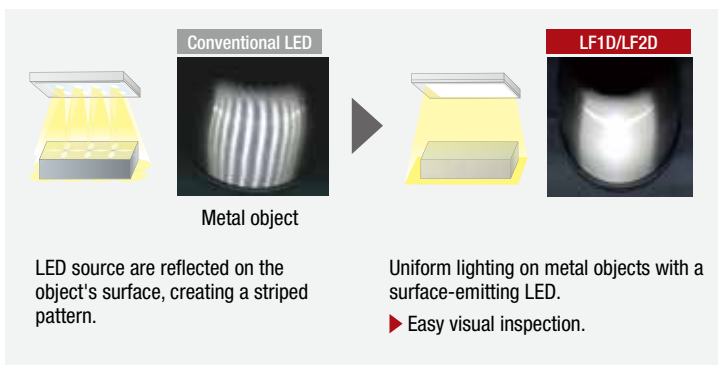 Conventional LED
LF1D/LF2D
Metal object
LED source are reflected on the
object's surface, creating a striped
pattern.
Uniform lighting on metal objects with a
surface-emitting LED.
Easy visual inspection.